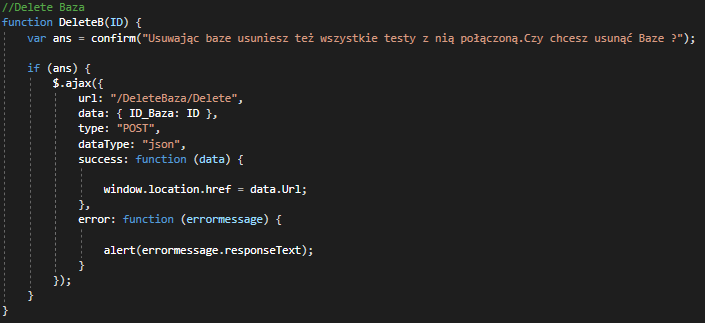 //Delete Baza
function DeleteB(ID) {
var ans = confirm("Usuwając baze usuniesz też wszystkie testy z nią połączoną.Czy chcesz usunąć Baze ?");
if (ans) {
$.ajax({
url: "/DeleteBaza/Delete",
data: { ID_Baza: ID },
type: "POST",
dataType: "json",
success: function (data) {
window.location.href = data.Url;
},
error: function (errormessage) {
alert(errormessage.responseText);
}
});
}
}